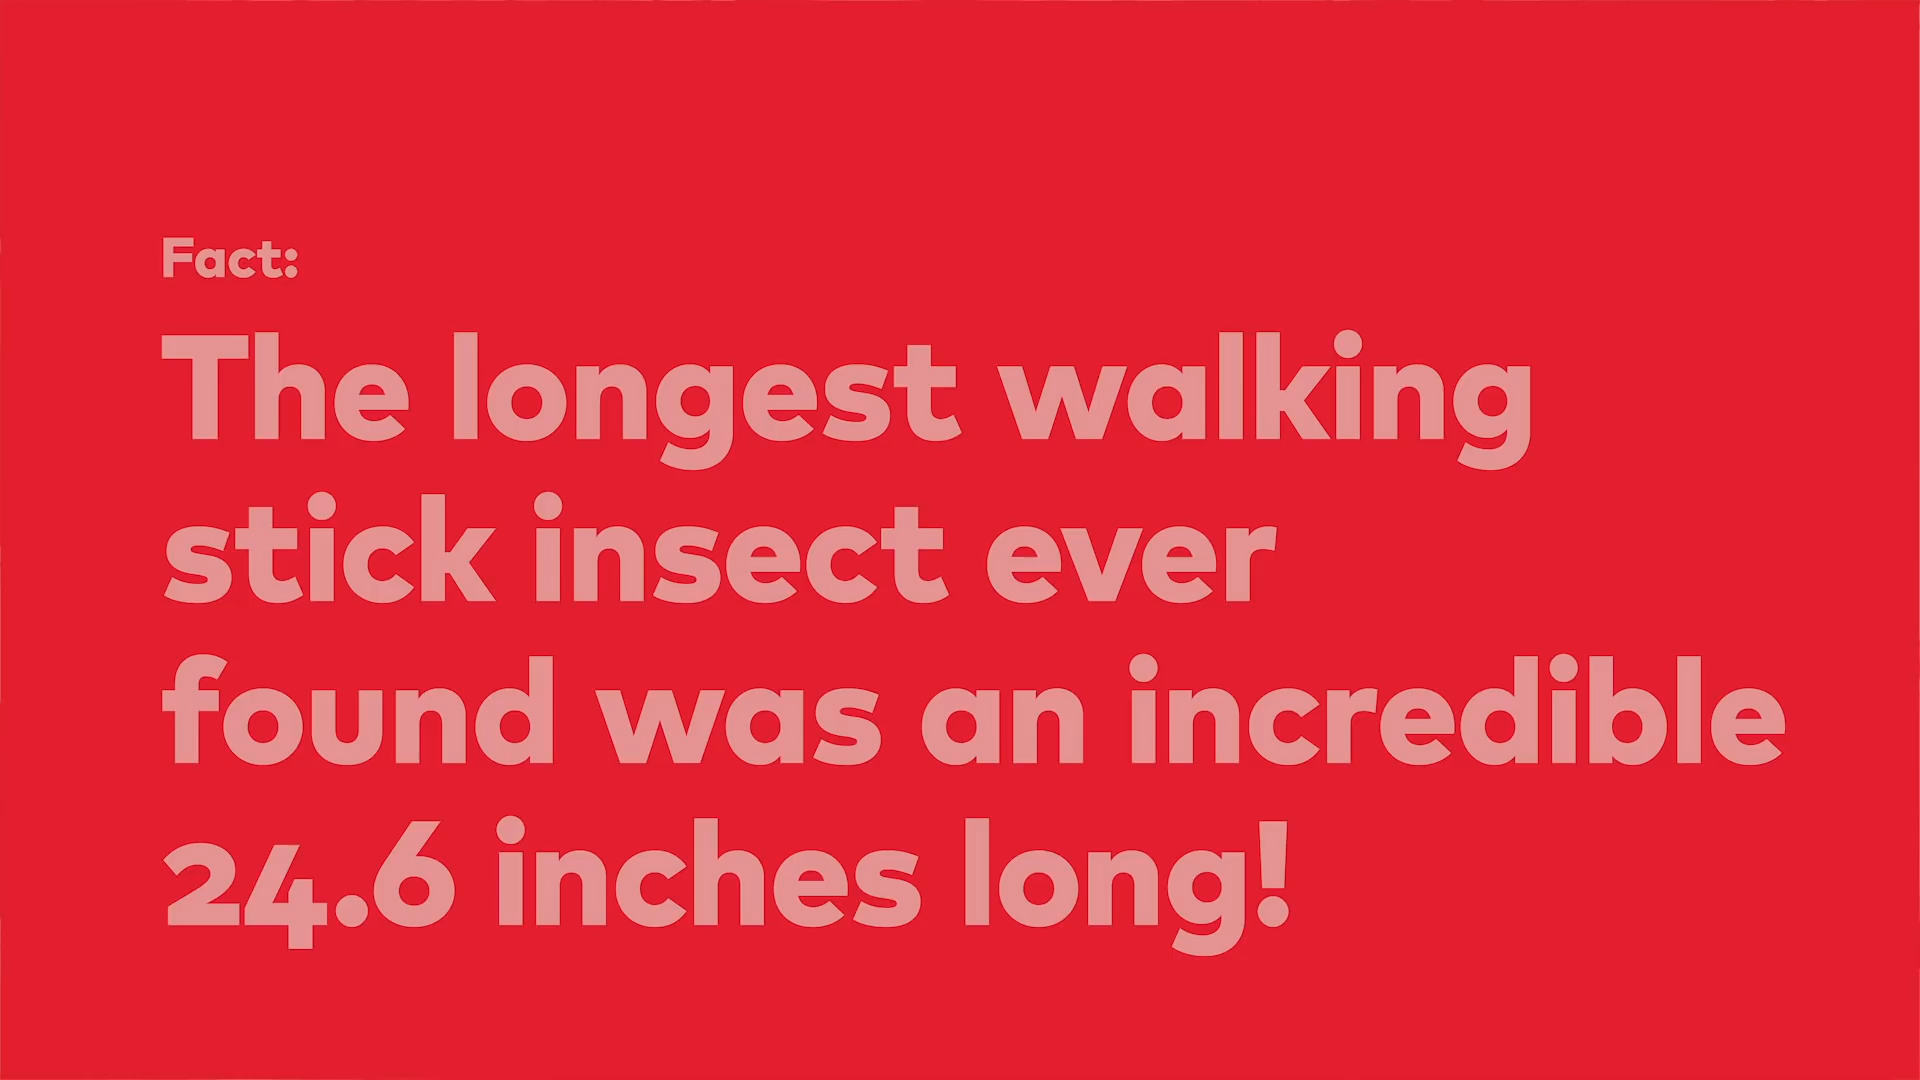 Fact:
The longest walking
stick insect ever
found was an incredible
24.6 inches long!